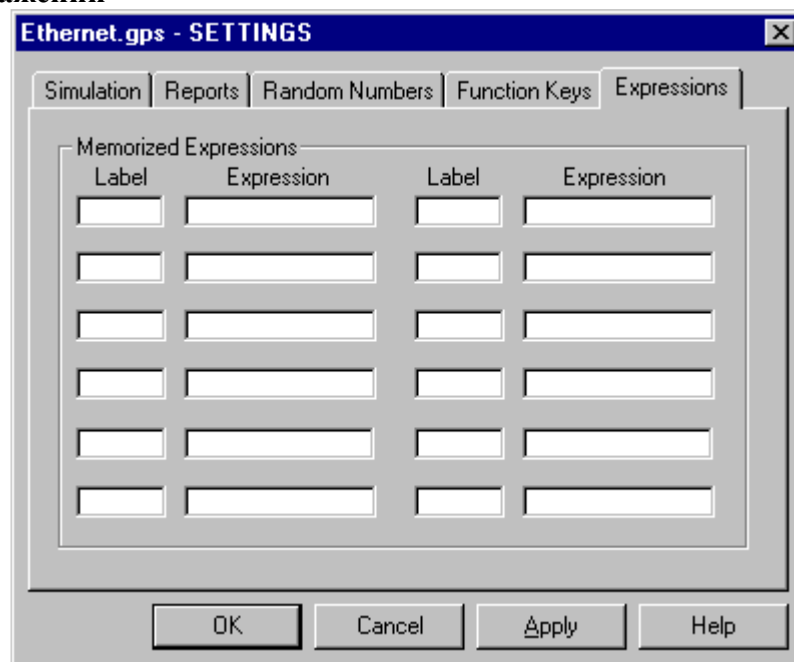 Ethernet.gps - SETTINGS
Simulation Reports Random Numbers Function Keys Expressions
Memorized Expressions
Label Expression Label Expression
OK Cancel Apply Help